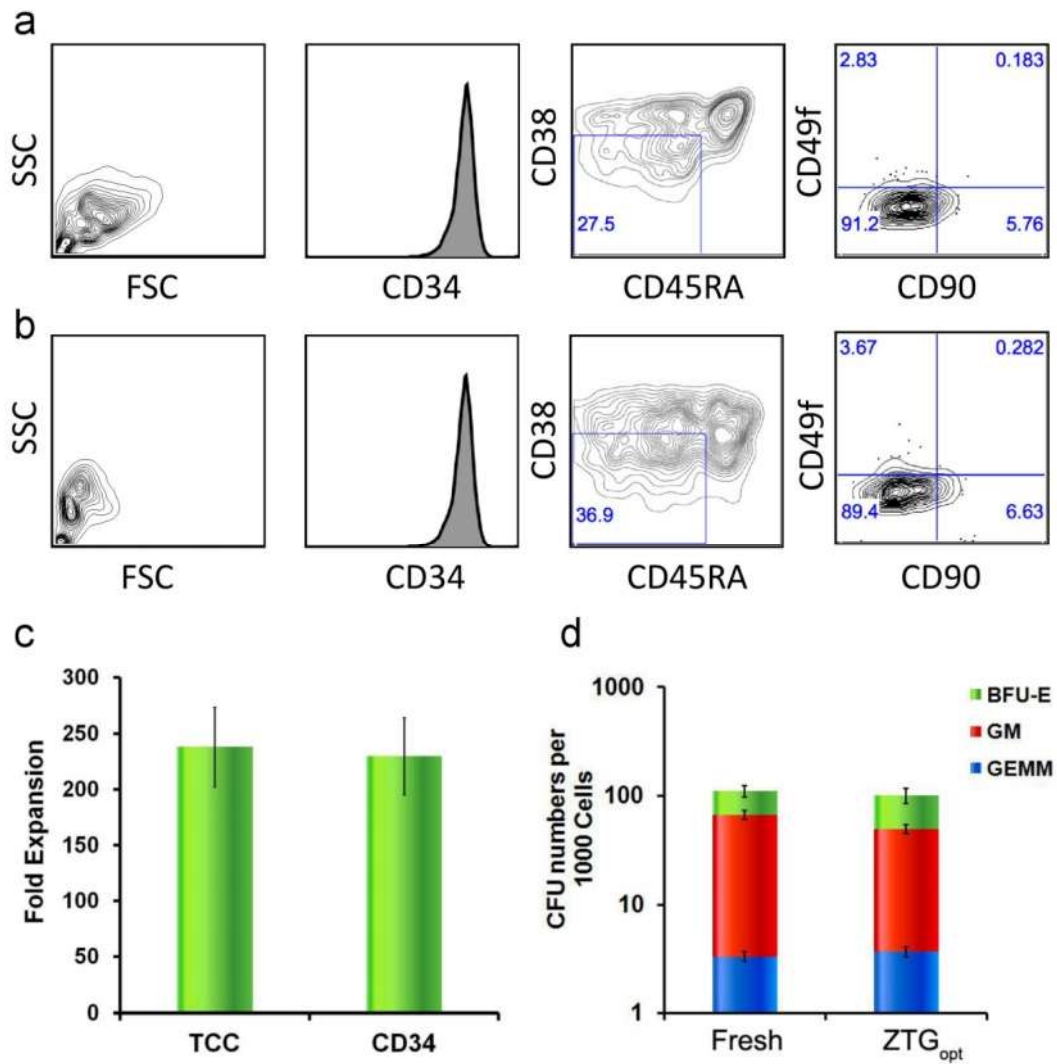 a
SSC
FSC
CD34
CD38
27.5
CD45RA
CD49f
2.83
0.183
91.2
5.76
CD90
b
SSC
FSC
CD34
CD38
36.9
CD45RA
CD49f
3.67
0.282
89.4
6.63
CD90
c
Fold Expansion
300
250
200
150
100
50
0
TCC
CD34
d
CFU numbers per
1000 Cells
1000
100
10
1
Fresh
ZTGopt
BFU-E
GM
GEMM